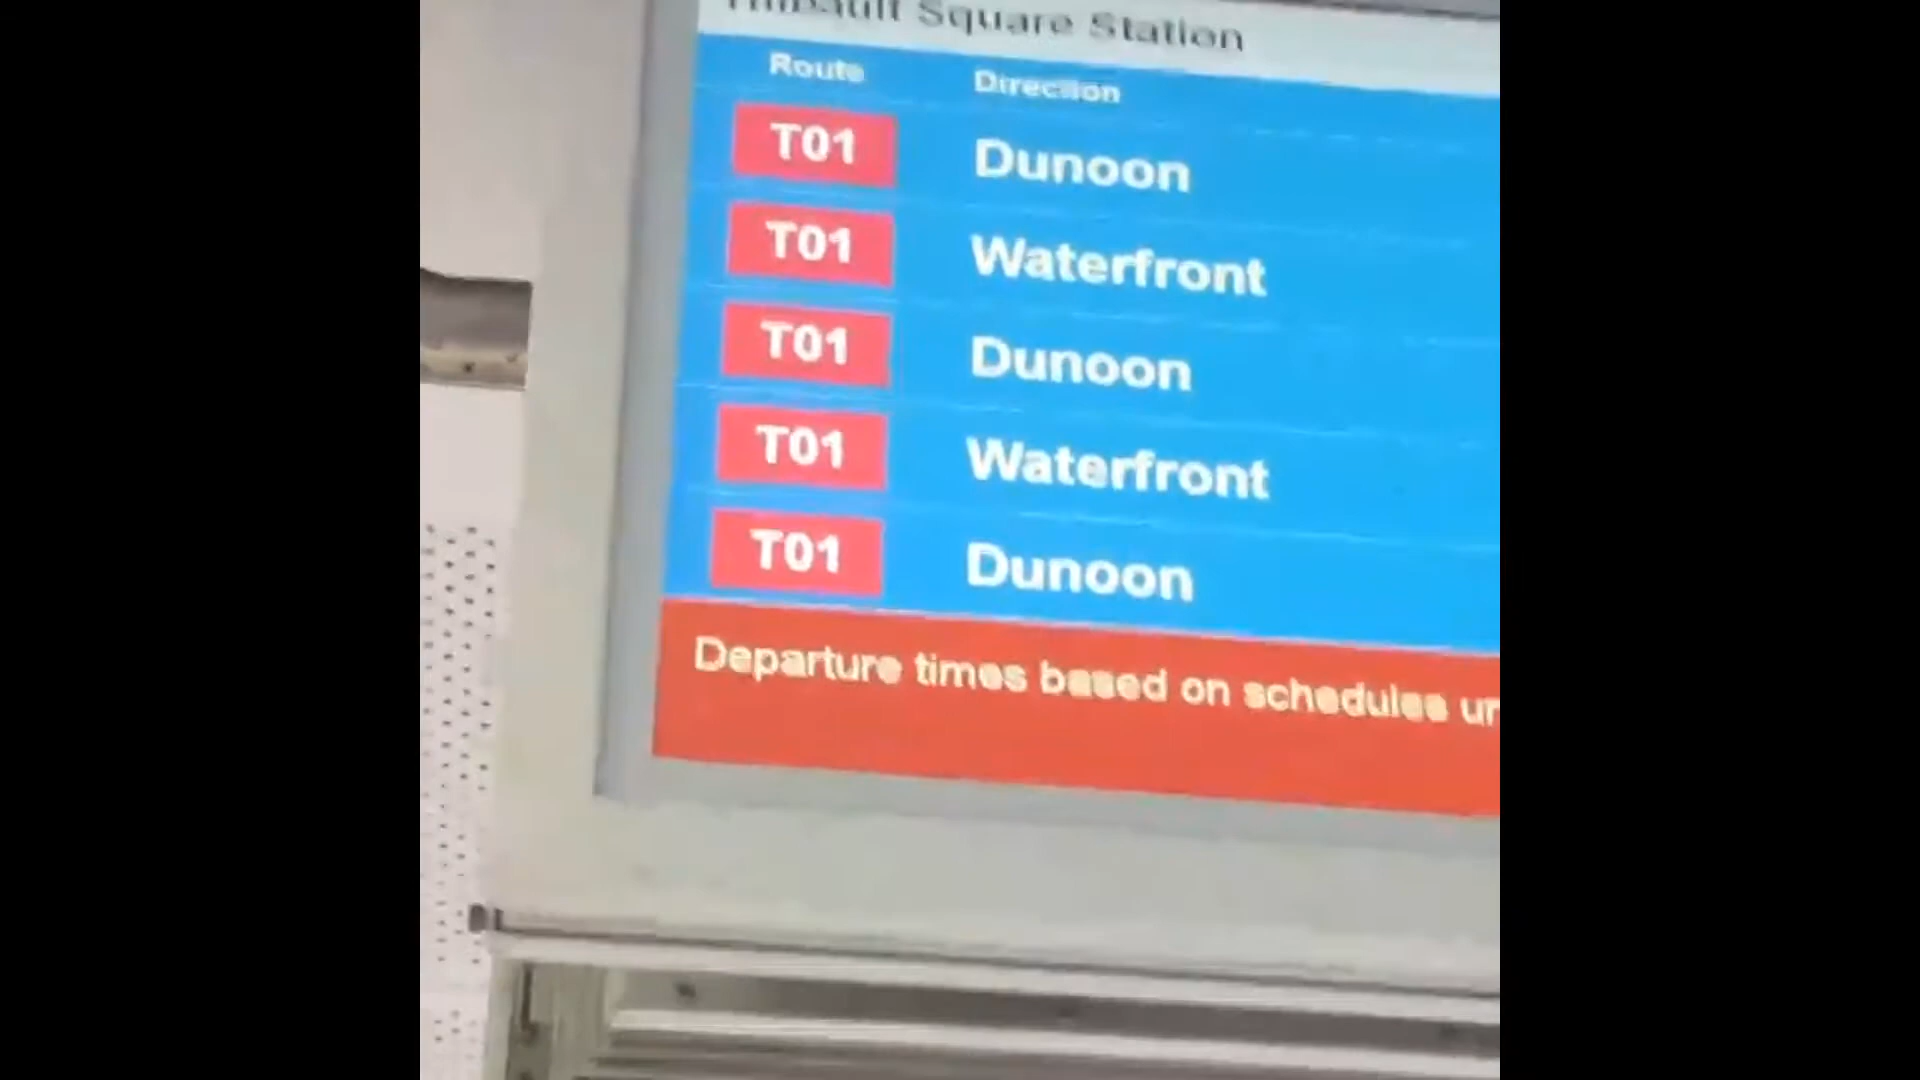 Thibault Square Station
Route Direction
T01 Dunoon
T01 Waterfront
T01 Dunoon
T01 Waterfront
T01 Dunoon
Departure times based on schedules